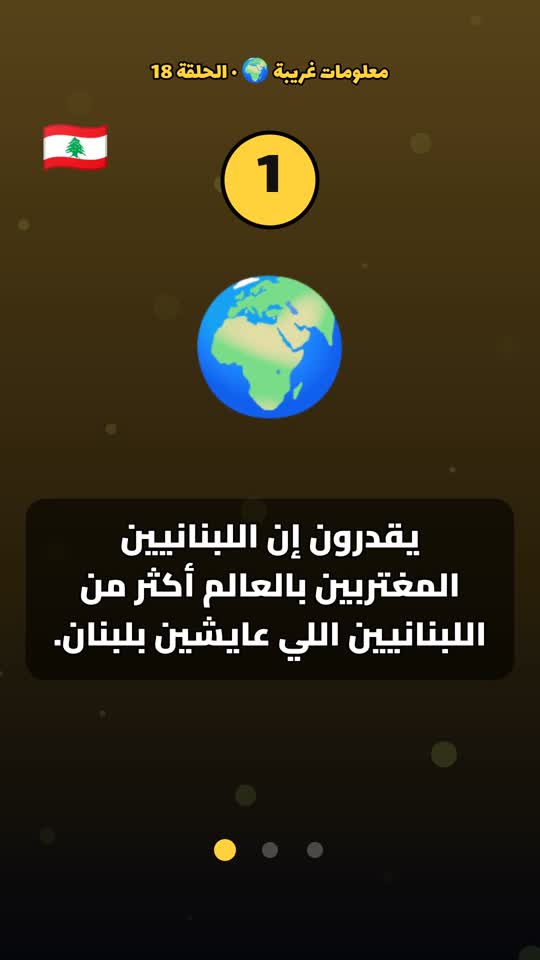 معلومات غريبة 🌍 • الحلقة 18
1
يقدرون إن اللبنانيين
المغتربين بالعالم أكثر من
اللبنانيين اللي عايشين بلبنان.